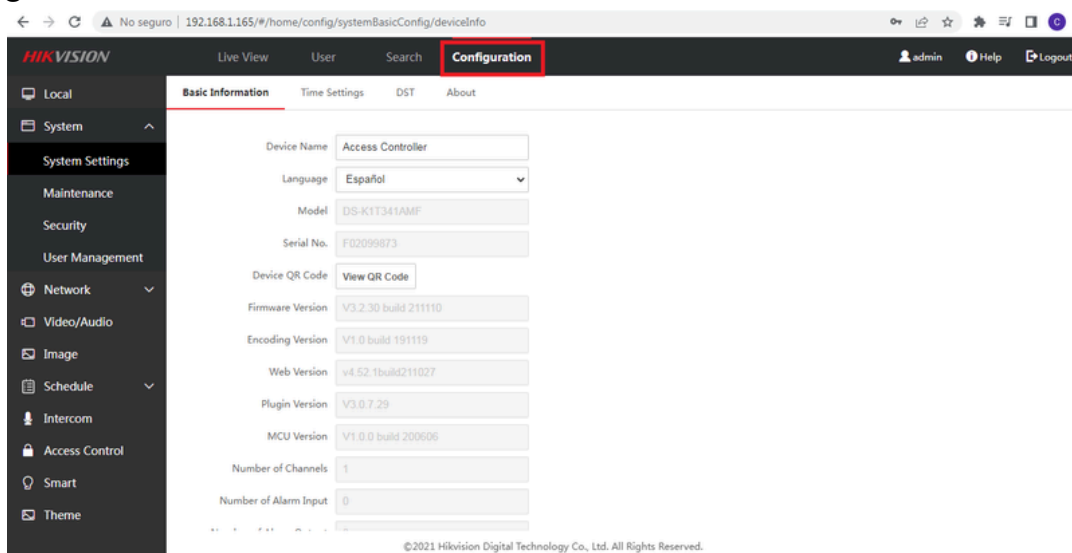 No seguro | 192.168.1.165/#/home/config/systemBasicConfig/deviceInfo
HIKVISION Live View User Search Configuration admin Help Logout
Local
System
System Settings
Maintenance
Security
User Management
Network
Video/Audio
Image
Schedule
Intercom
Access Control
Smart
Theme
Basic Information Time Settings DST About
Device Name Access Controller
Language Español
Model DS-K1T341AMF
Serial No. F02099873
Device QR Code View QR Code
Firmware Version V3.2.30 build 211110
Encoding Version V1.0 build 191119
Web Version v4.52.1build211027
Plugin Version V3.0.7.29
MCU Version V1.0.0 build 200606
Number of Channels 1
Number of Alarm Input 0
©2021 Hikvision Digital Technology Co., Ltd. All Rights Reserved.